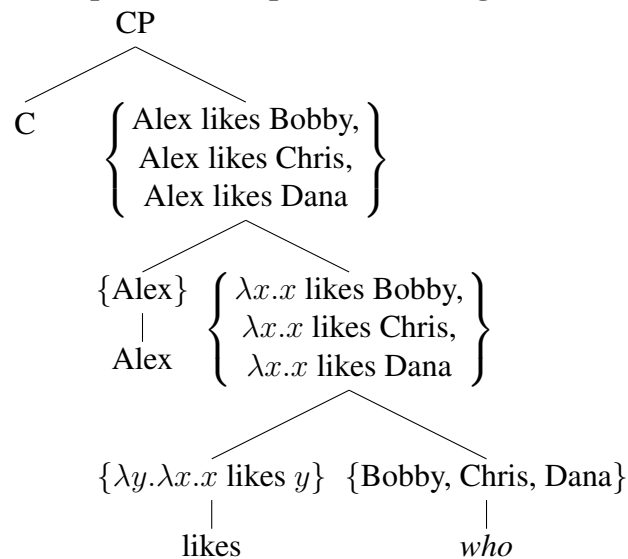 CP
C
{ Alex likes Bobby,
Alex likes Chris,
Alex likes Dana }
{Alex}
{ λx.x likes Bobby,
λx.x likes Chris,
λx.x likes Dana }
Alex
{λy.λx.x likes y} {Bobby, Chris, Dana}
likes who